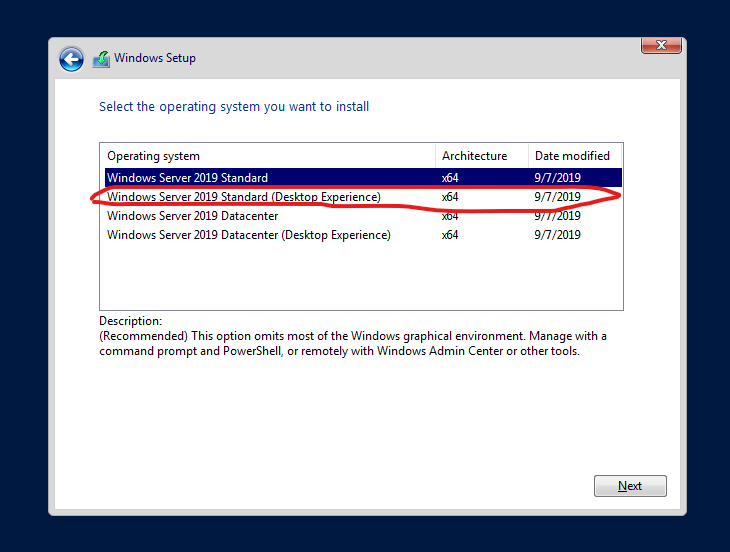 Windows Setup
Select the operating system you want to install
Operating system Architecture Date modified
Windows Server 2019 Standard x64 9/7/2019
Windows Server 2019 Standard (Desktop Experience) x64 9/7/2019
Windows Server 2019 Datacenter x64 9/7/2019
Windows Server 2019 Datacenter (Desktop Experience) x64 9/7/2019
Description:
(Recommended) This option omits most of the Windows graphical environment. Manage with a
command prompt and PowerShell, or remotely with Windows Admin Center or other tools.
Next